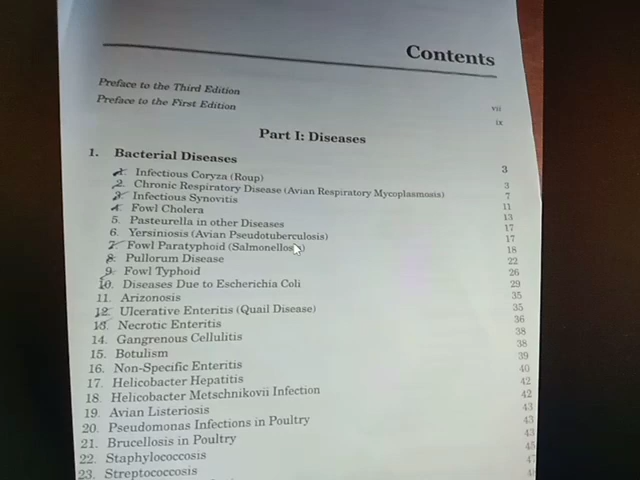 Contents
Preface to the Third Edition vii
Preface to the First Edition ix
Part I: Diseases
1. Bacterial Diseases 3
1. Infectious Coryza (Roup) 3
2. Chronic Respiratory Disease (Avian Respiratory Mycoplasmosis) 7
3. Infectious Synovitis 11
4. Fowl Cholera 13
5. Pasteurella in other Diseases 17
6. Yersiniosis (Avian Pseudotuberculosis) 17
7. Fowl Paratyphoid (Salmonellosis) 18
8. Pullorum Disease 22
9. Fowl Typhoid 26
10. Diseases Due to Escherichia Coli 29
11. Arizonosis 35
12. Ulcerative Enteritis (Quail Disease) 35
13. Necrotic Enteritis 36
14. Gangrenous Cellulitis 38
15. Botulism 38
16. Non-Specific Enteritis 39
17. Helicobacter Hepatitis 40
18. Helicobacter Metschnikovii Infection 42
19. Avian Listeriosis 42
20. Pseudomonas Infections in Poultry 43
21. Brucellosis in Poultry 43
22. Staphylococcosis 43
23. Streptococcosis 45
47